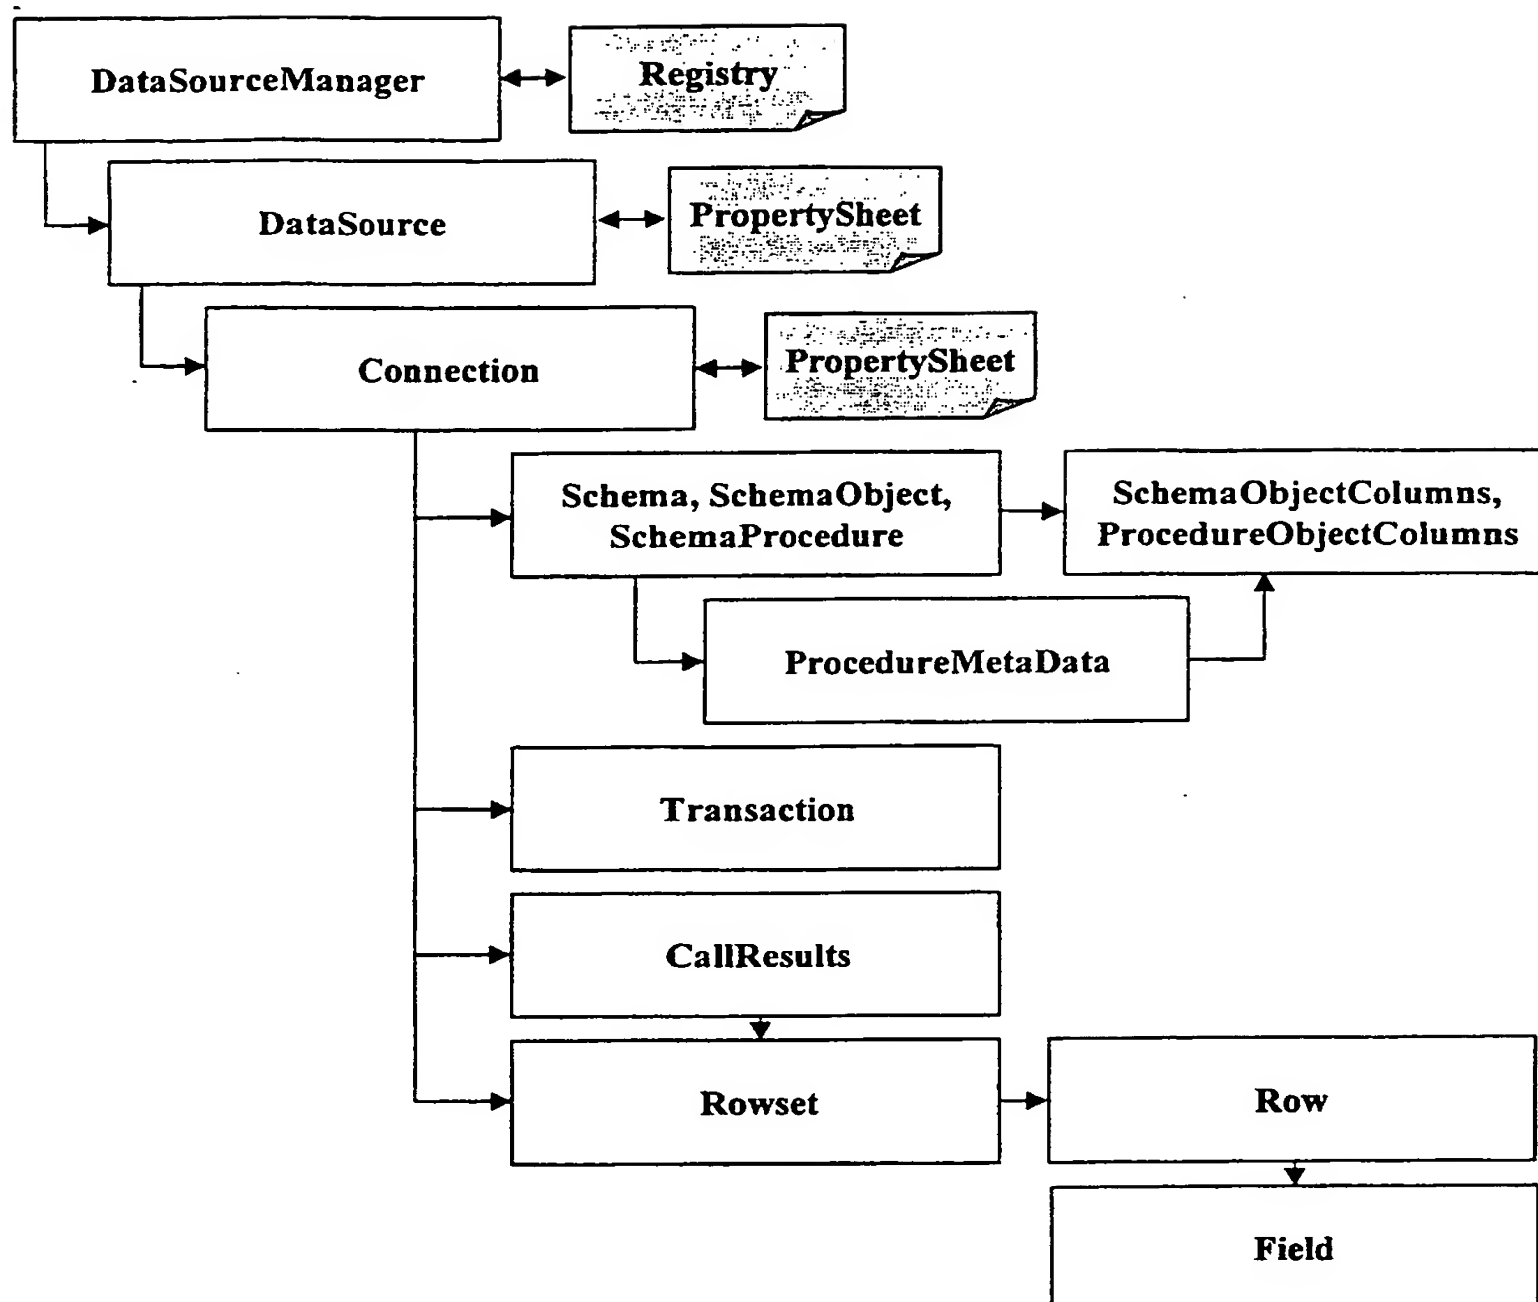 DataSourceManager
Registry
DataSource
PropertySheet
Connection
PropertySheet
Schema, SchemaObject,
SchemaProcedure
SchemaObjectColumns,
ProcedureObjectColumns
ProcedureMetaData
Transaction
CallResults
Rowset
Row
Field